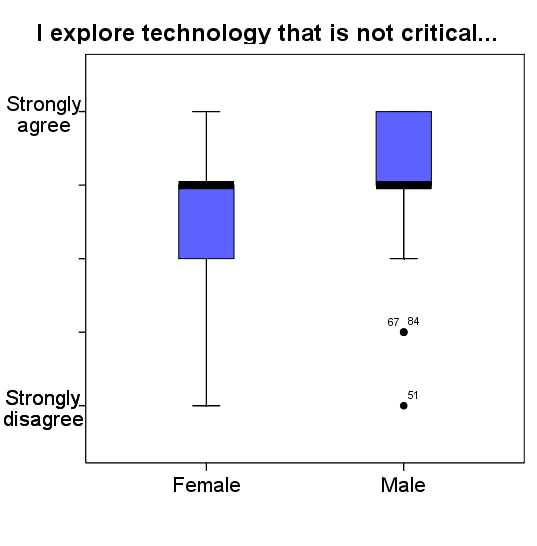 I explore technology that is not critical...
Strongly
agree
67 84
51
Strongly
disagree
Female
Male